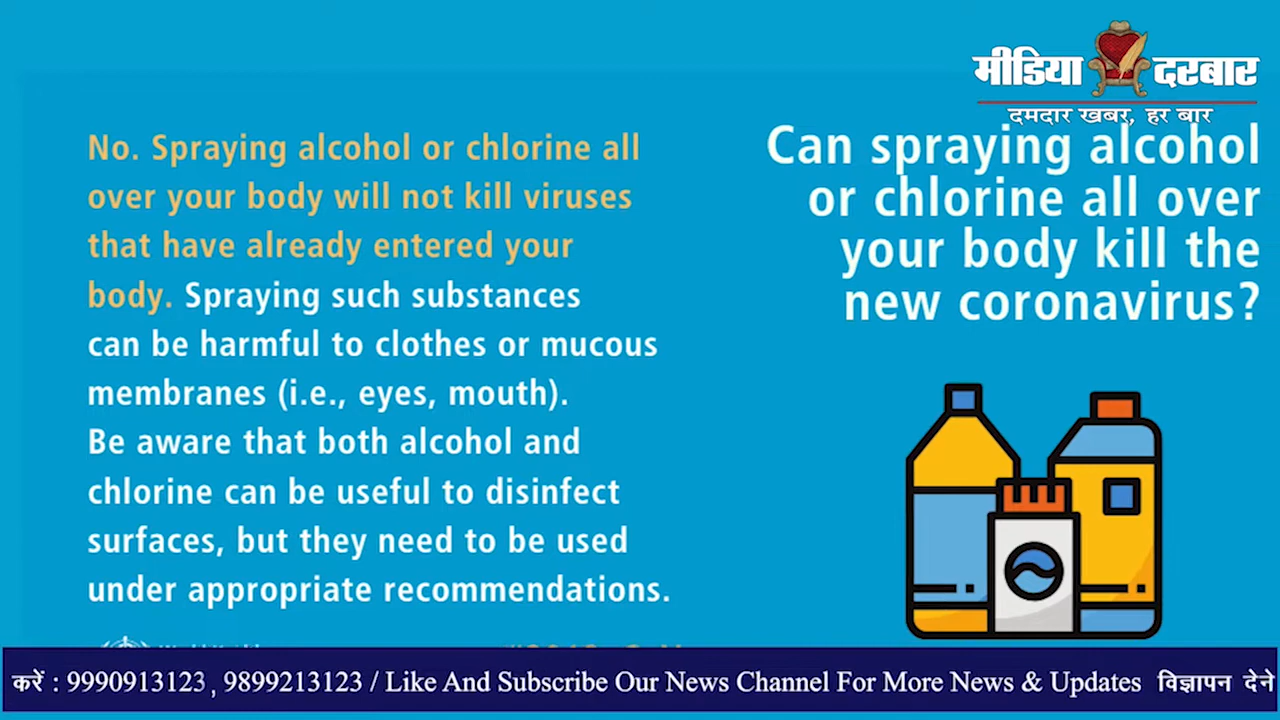 मीडिया दरबार
दमदार खबर, हर बार
Can spraying alcohol
or chlorine all over
your body kill the
new coronavirus?
No. Spraying alcohol or chlorine all
over your body will not kill viruses
that have already entered your
body. Spraying such substances
can be harmful to clothes or mucous
membranes (i.e., eyes, mouth).
Be aware that both alcohol and
chlorine can be useful to disinfect
surfaces, but they need to be used
under appropriate recommendations.
करें : 9990913123 , 9899213123 / Like And Subscribe Our News Channel For More News & Updates विज्ञापन देने